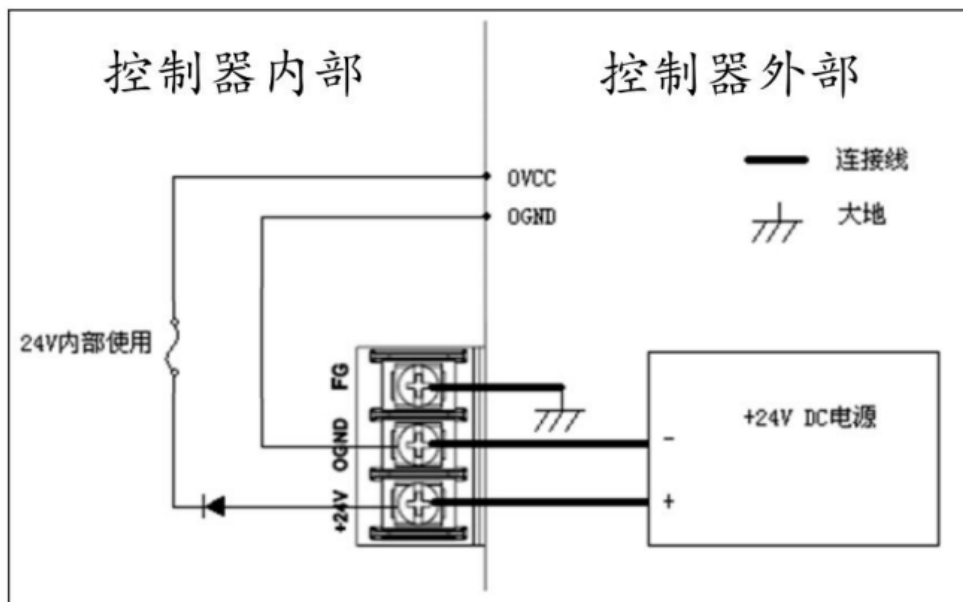 控制器内部
控制器外部
OVCC
OGND
连接线
大地
24V内部使用
FG
OGND
+24V
-
+
+24V DC电源